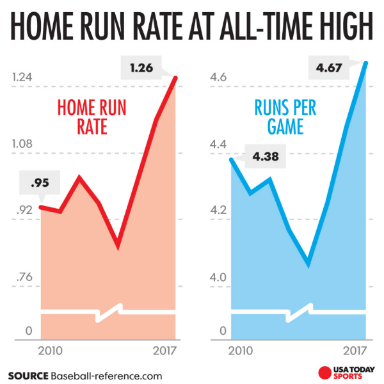 HOME RUN RATE AT ALL-TIME HIGH
1.26
1.24
HOME RUN
RATE
1.08
.95
.92
.76
0
2010 2017
4.67
4.6
RUNS PER
GAME
4.4
4.38
4.2
4.0
0
2010 2017
SOURCE Baseball-reference.com
USA TODAY
SPORTS